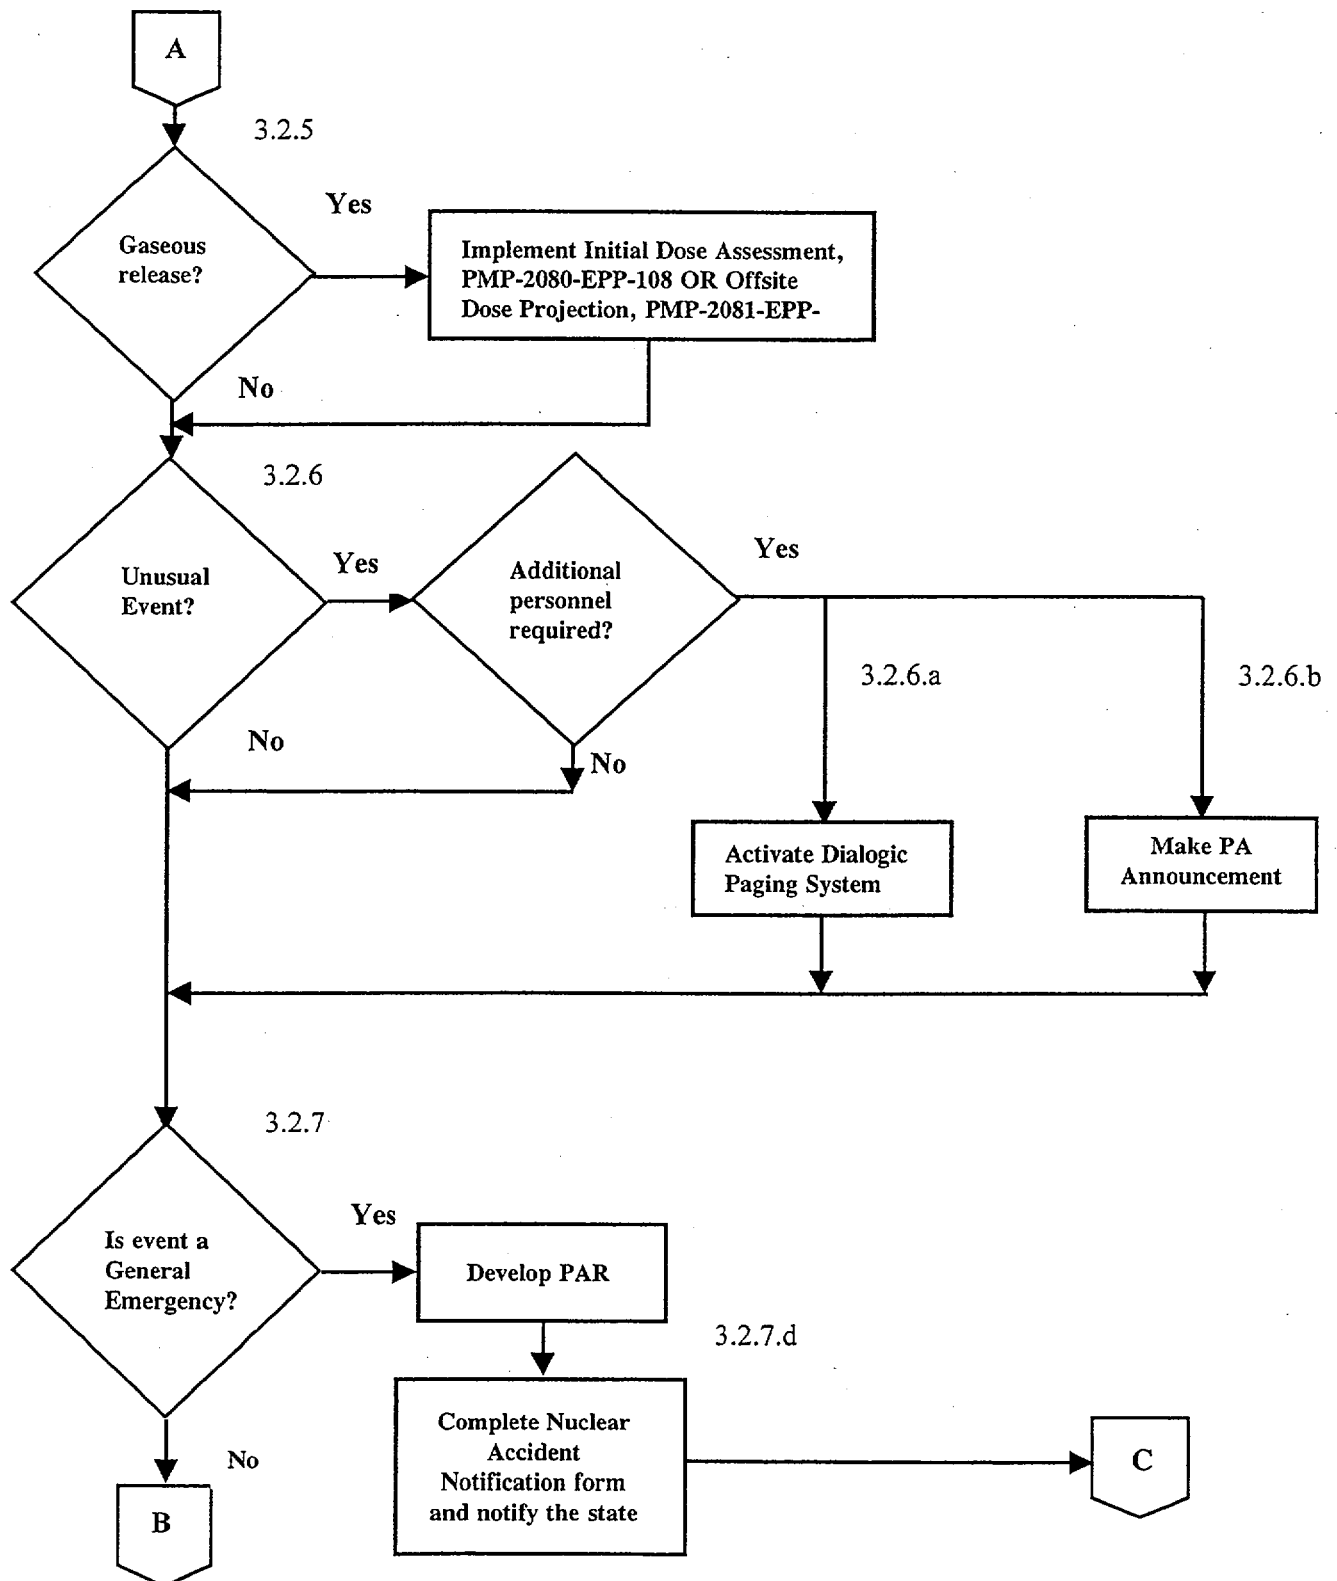 A
3.2.5
Yes
Gaseous
release?
Implement Initial Dose Assessment,
PMP-2080-EPP-108 OR Offsite
Dose Projection, PMP-2081-EPP-
No
3.2.6
Yes
Unusual
Event?
Additional
personnel
required?
Yes
3.2.6.a
3.2.6.b
No
No
Activate Dialogic
Paging System
Make PA
Announcement
3.2.7
Yes
Is event a
General
Emergency?
Develop PAR
3.2.7.d
Complete Nuclear
Accident
Notification form
and notify the state
C
No
B